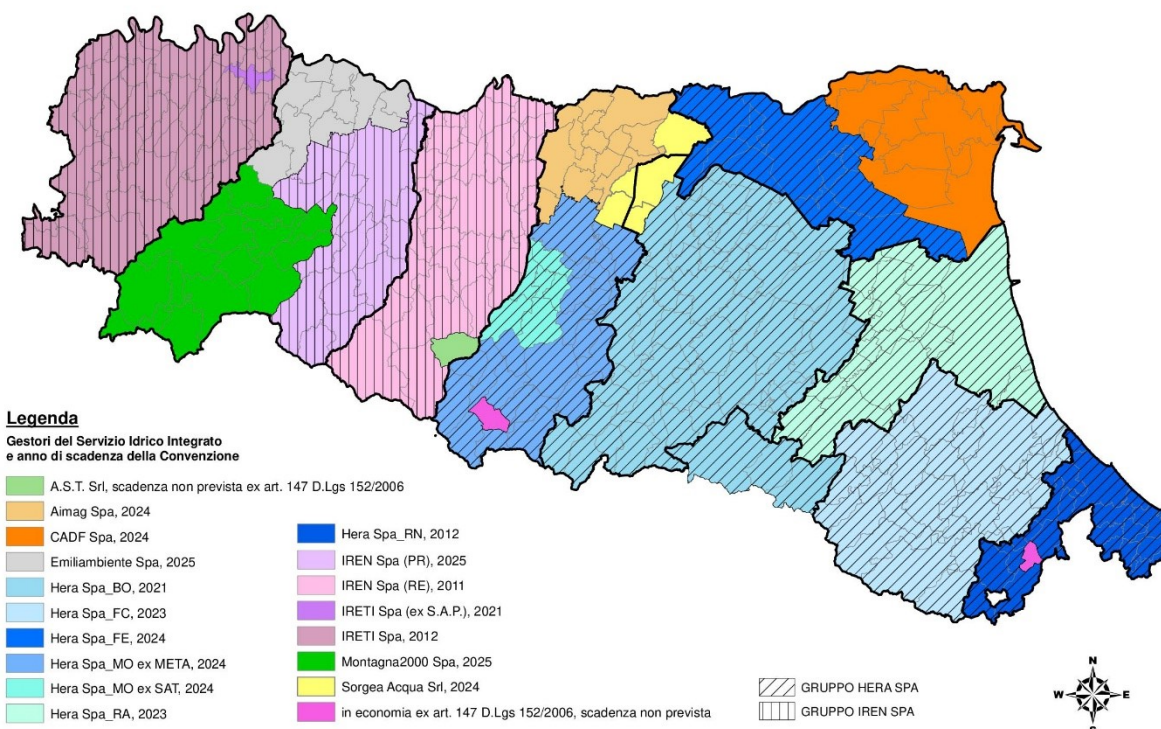 Legenda
Gestori del Servizio Idrico Integrato
e anno di scadenza della Convenzione
A.S.T. Srl, scadenza non prevista ex art. 147 D.Lgs 152/2006
Aimag Spa, 2024
CADF Spa, 2024
Emiliambiente Spa, 2025
Hera Spa_BO, 2021
Hera Spa_FC, 2023
Hera Spa_FE, 2024
Hera Spa_MO ex META, 2024
Hera Spa_MO ex SAT, 2024
Hera Spa_RA, 2023
Hera Spa_RN, 2012
IREN Spa (PR), 2025
IREN Spa (RE), 2011
IRETI Spa (ex S.A.P.), 2021
IRETI Spa, 2012
Montagna2000 Spa, 2025
Sorgea Acqua Srl, 2024
in economia ex art. 147 D.Lgs 152/2006, scadenza non prevista
GRUPPO HERA SPA
GRUPPO IREN SPA
N
W E
S